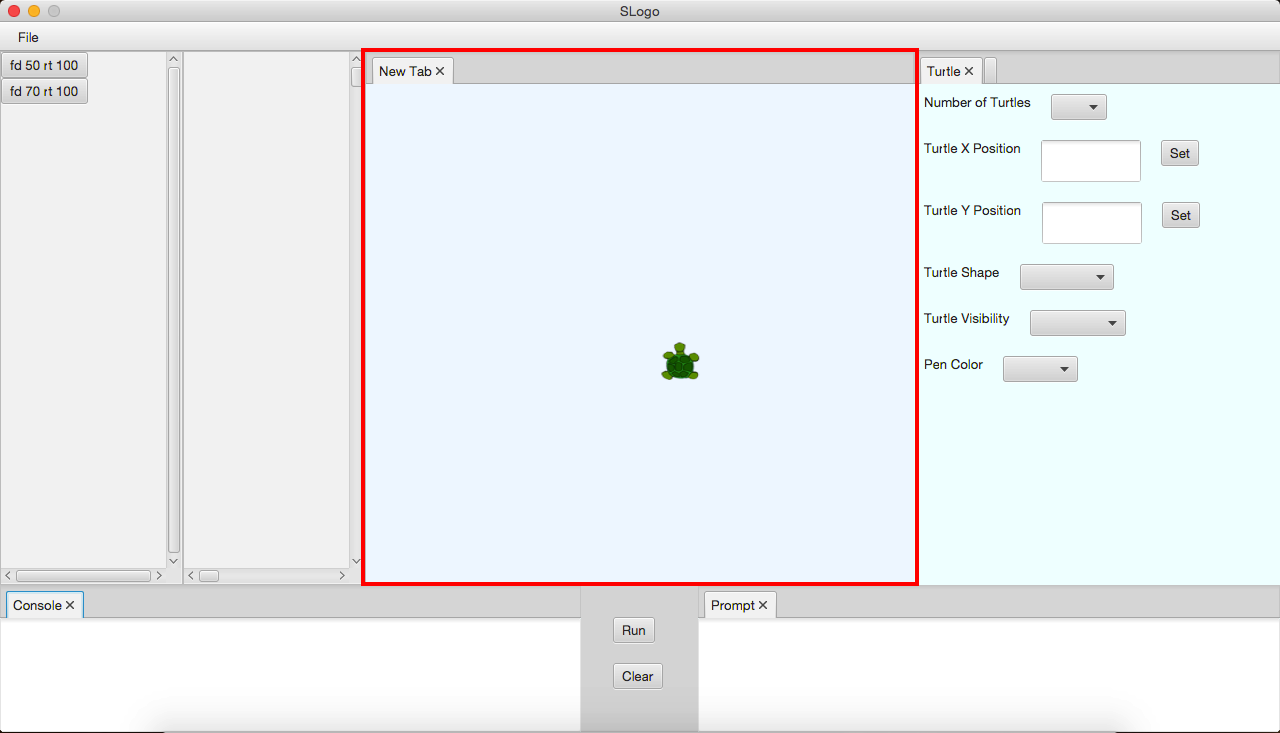 SLogo
File
fd 50 rt 100
fd 70 rt 100
New Tab
Turtle
Number of Turtles
Turtle X Position
Set
Turtle Y Position
Set
Turtle Shape
Turtle Visibility
Pen Color
Console
Run
Clear
Prompt